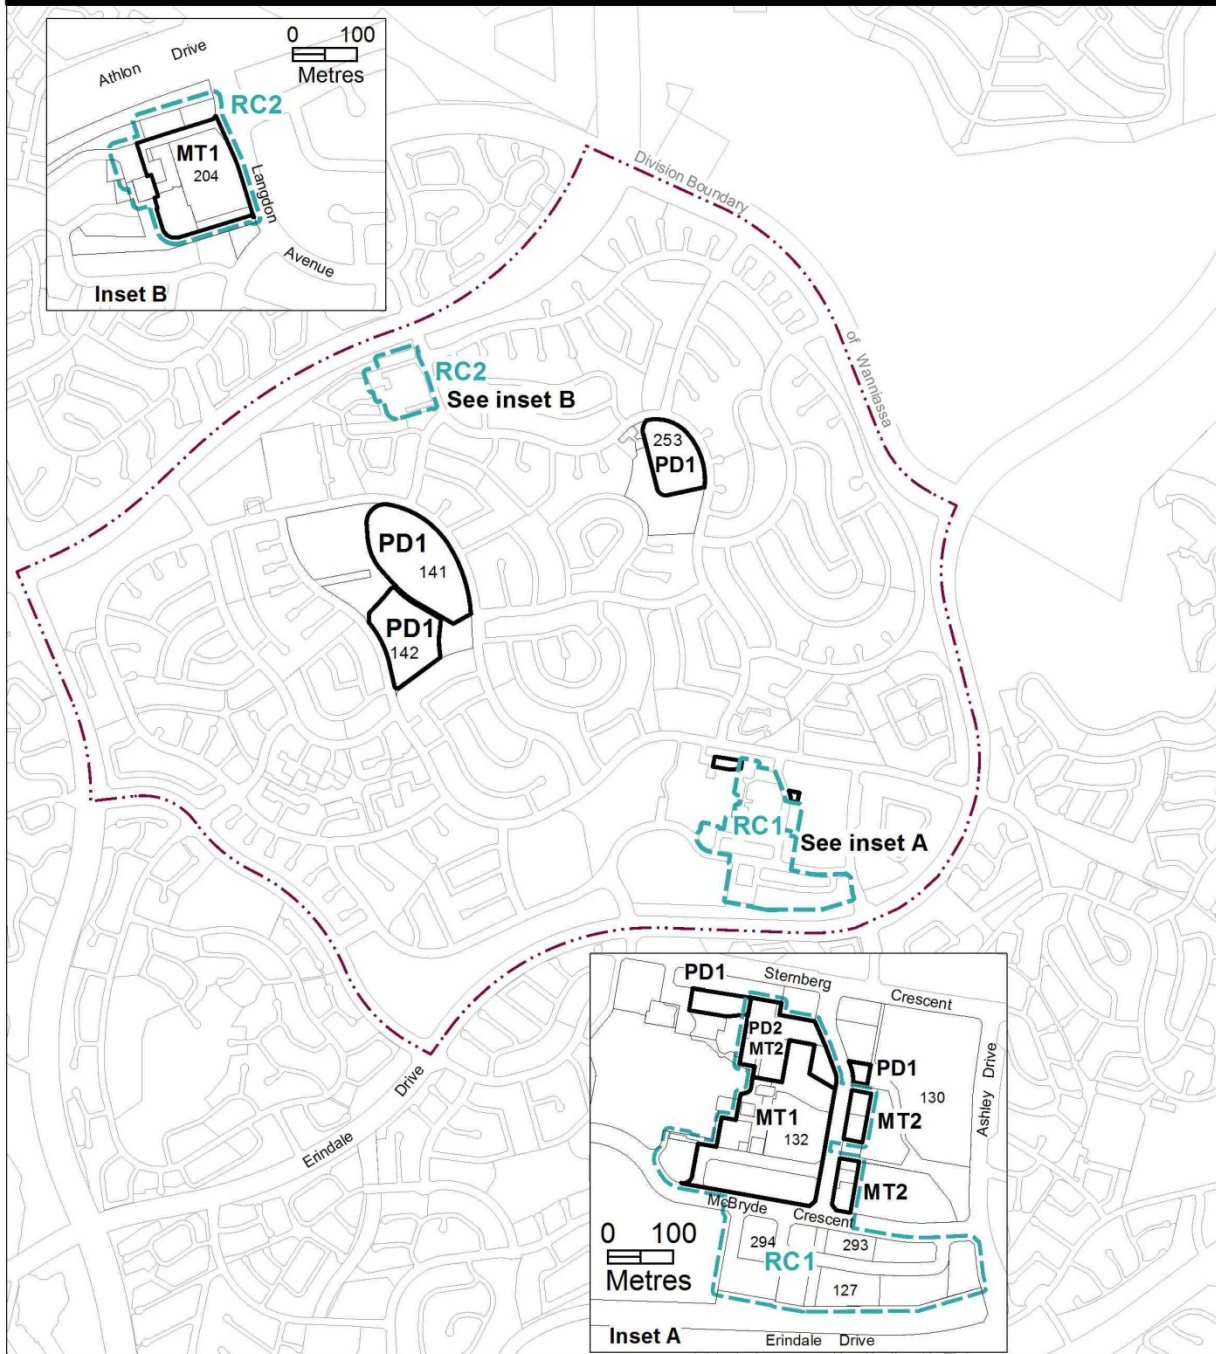 0 100
Metres
Athlon Drive
RC2
MT1
204
Langdon
Avenue
Inset B
Division Boundary
of Wanniassa
RC2
See inset B
253
PD1
PD1
141
PD1
142
RC1
See inset A
Erindale Drive
PD1
Sternberg Crescent
PD2
MT2
PD1
130
Ashley Drive
MT2
MT1
132
MT2
McBryde Crescent
0 100
Metres
294
293
RC1
127
Inset A
Erindale Drive